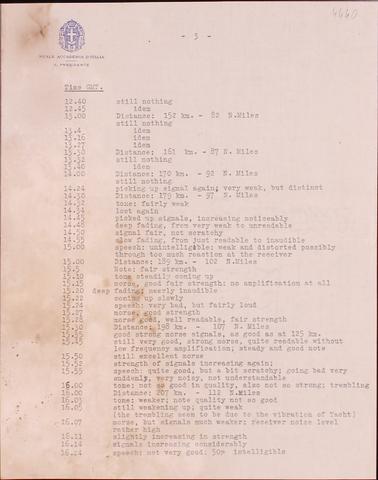 4640
- 3 -
REALE ACCADEMIA D'ITALIA
IL PRESIDENTE
Time GMT.
12.40 still nothing
12.45 idem
13.00 Distance: 152 km. - 82 N.Miles
still nothing
13.4 idem
13.16 idem
13.27 idem
13.30 Distance: 161 km. - 87 N. Miles
13.32 still nothing
13.40 idem
14.00 Distance: 170 km. - 92 N.Miles
still nothing
14.24 picking up signal again; very weak, but distinct
14.30 Distance: 179 km. - 97 N.Miles
tone: fairly weak
lost again
14.45 picked up signals, increasing noticeably
14.48 deep fading, from very weak to unreadable
14.50 signal fair, not scratchy
14.55 slow fading, from just readable to inaudible
15.00 speech: unintelligible; weak and distorted possibly
through too much reaction at the receiver
Distance: 189 km. - 102 N.Miles
15.5 Note: fair strength
15.10 tone steadily coming up
15.15 morse, good fair strength; no amplification at all
15.20 deep fading; nearly inaudible
15.22 coming up slowly
15.24 speech: very bad, but fairly loud
15.27 morse, good strength
15.28 morse good, well readable, fair strength
15.30 Distance: 198 km. - 107 N. Miles
good strong morse signals, as good as at 125 km.
still very good, strong morse, quite readable without
low frequency amplification; steady and good note
15.50 still excellent morse
15.52 strength of signals increasing again;
15.55 speech: quite good, but a bit scratchy; going bad very
suddenly, very noisy, not understandable
16.00 tone: not so good in quality, also not so strong; trembling
16.00 Distance: 207 km. - 112 N.Miles
16.03 tone: weaker; note quality not so good
16.05 still weakening up; quite weak
(the trembling seem to be due to the vibration of Yacht)
16.07 morse, but signals much weaker; receiver noise level
rather high
16.11 slightly increasing in strength
16.14 signals increasing considerably
speech: not very good; 50% intelligible